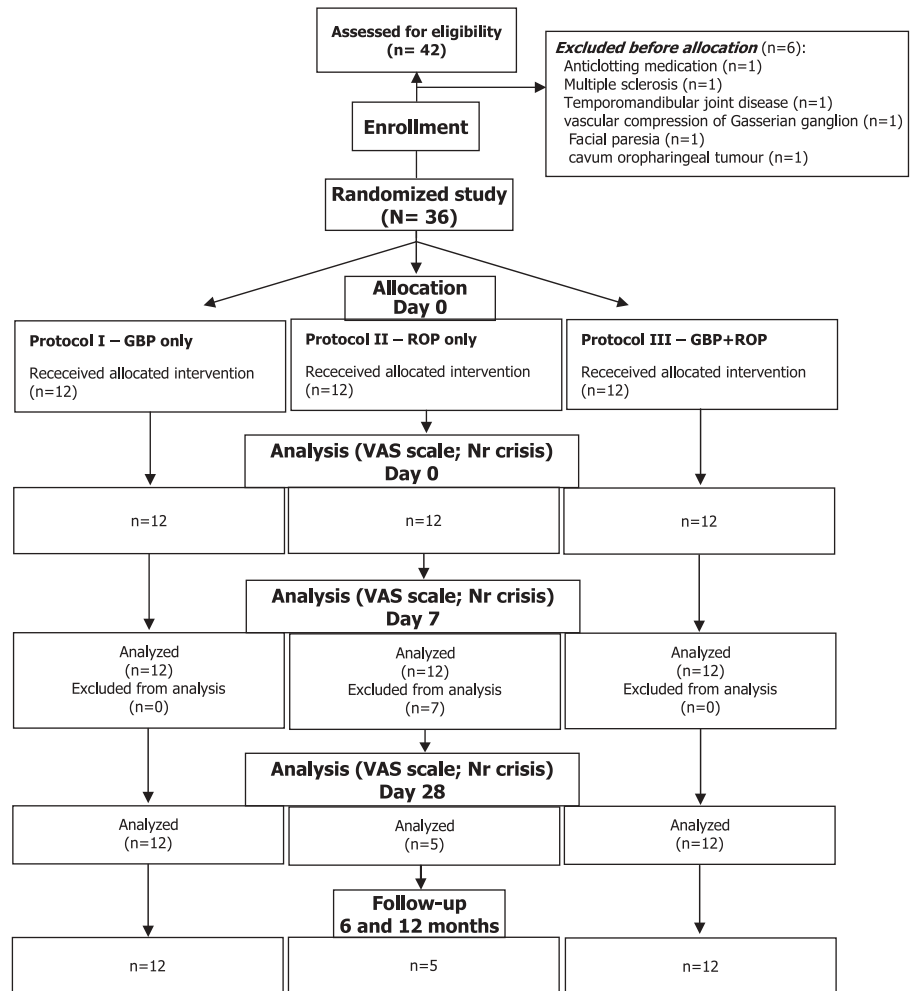 Assessed for eligibility
(n= 42)
Excluded before allocation (n=6):
Anticlotting medication (n=1)
Multiple sclerosis (n=1)
Temporomandibular joint disease (n=1)
vascular compression of Gasserian ganglion (n=1)
Facial paresia (n=1)
cavum oropharingeal tumour (n=1)
Enrollment
Randomized study
(N= 36)
Allocation
Day 0
Protocol I – GBP only
Receceived allocated intervention
(n=12)
Protocol II – ROP only
Receceived allocated intervention
(n=12)
Protocol III – GBP+ROP
Receceived allocated intervention
(n=12)
Analysis (VAS scale; Nr crisis)
Day 0
n=12
n=12
n=12
Analysis (VAS scale; Nr crisis)
Day 7
Analyzed
(n=12)
Excluded from analysis
(n=0)
Analyzed
(n=12)
Excluded from analysis
(n=7)
Analyzed
(n=12)
Excluded from analysis
(n=0)
Analysis (VAS scale; Nr crisis)
Day 28
Analyzed
(n=12)
Analyzed
(n=5)
Analyzed
(n=12)
Follow-up
6 and 12 months
n=12
n=5
n=12